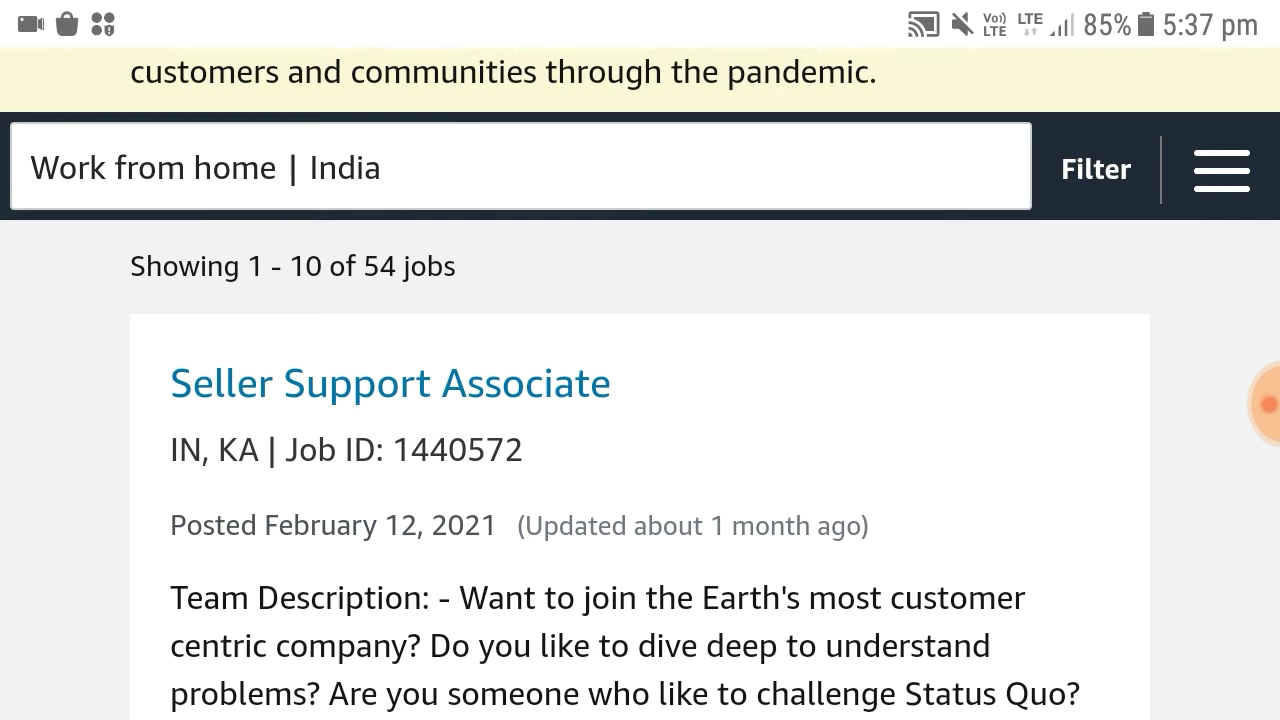 Vo) LTE LTE 85% 5:37 pm
customers and communities through the pandemic.
Work from home | India
Filter
Showing 1 - 10 of 54 jobs
Seller Support Associate
IN, KA | Job ID: 1440572
Posted February 12, 2021 (Updated about 1 month ago)
Team Description: - Want to join the Earth's most customer
centric company? Do you like to dive deep to understand
problems? Are you someone who like to challenge Status Quo?